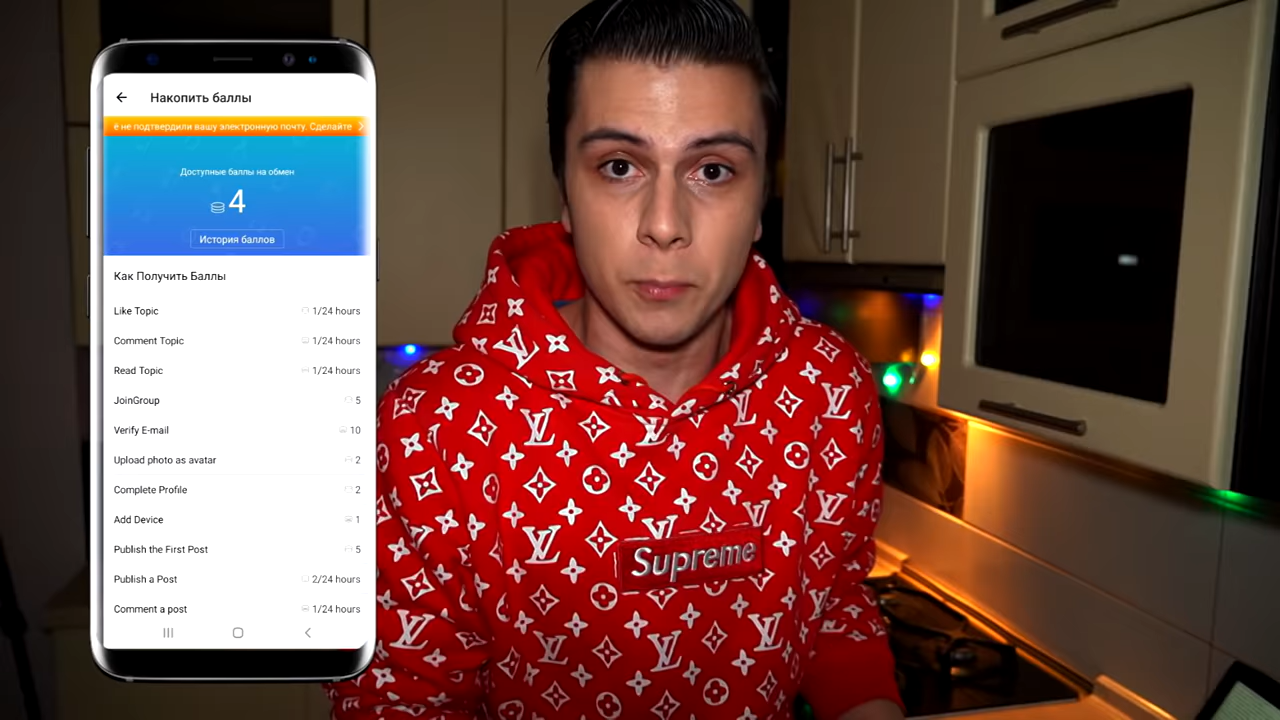 Накопить баллы
е не подтвердили вашу электронную почту. Сделайте
Доступные баллы на обмен
4
История баллов
Как Получить Баллы
Like Topic 1/24 hours
Comment Topic 1/24 hours
Read Topic 1/24 hours
JoinGroup 5
Verify E-mail 10
Upload photo as avatar 2
Complete Profile 2
Add Device 1
Publish the First Post 5
Publish a Post 2/24 hours
Comment a post 1/24 hours
Supreme